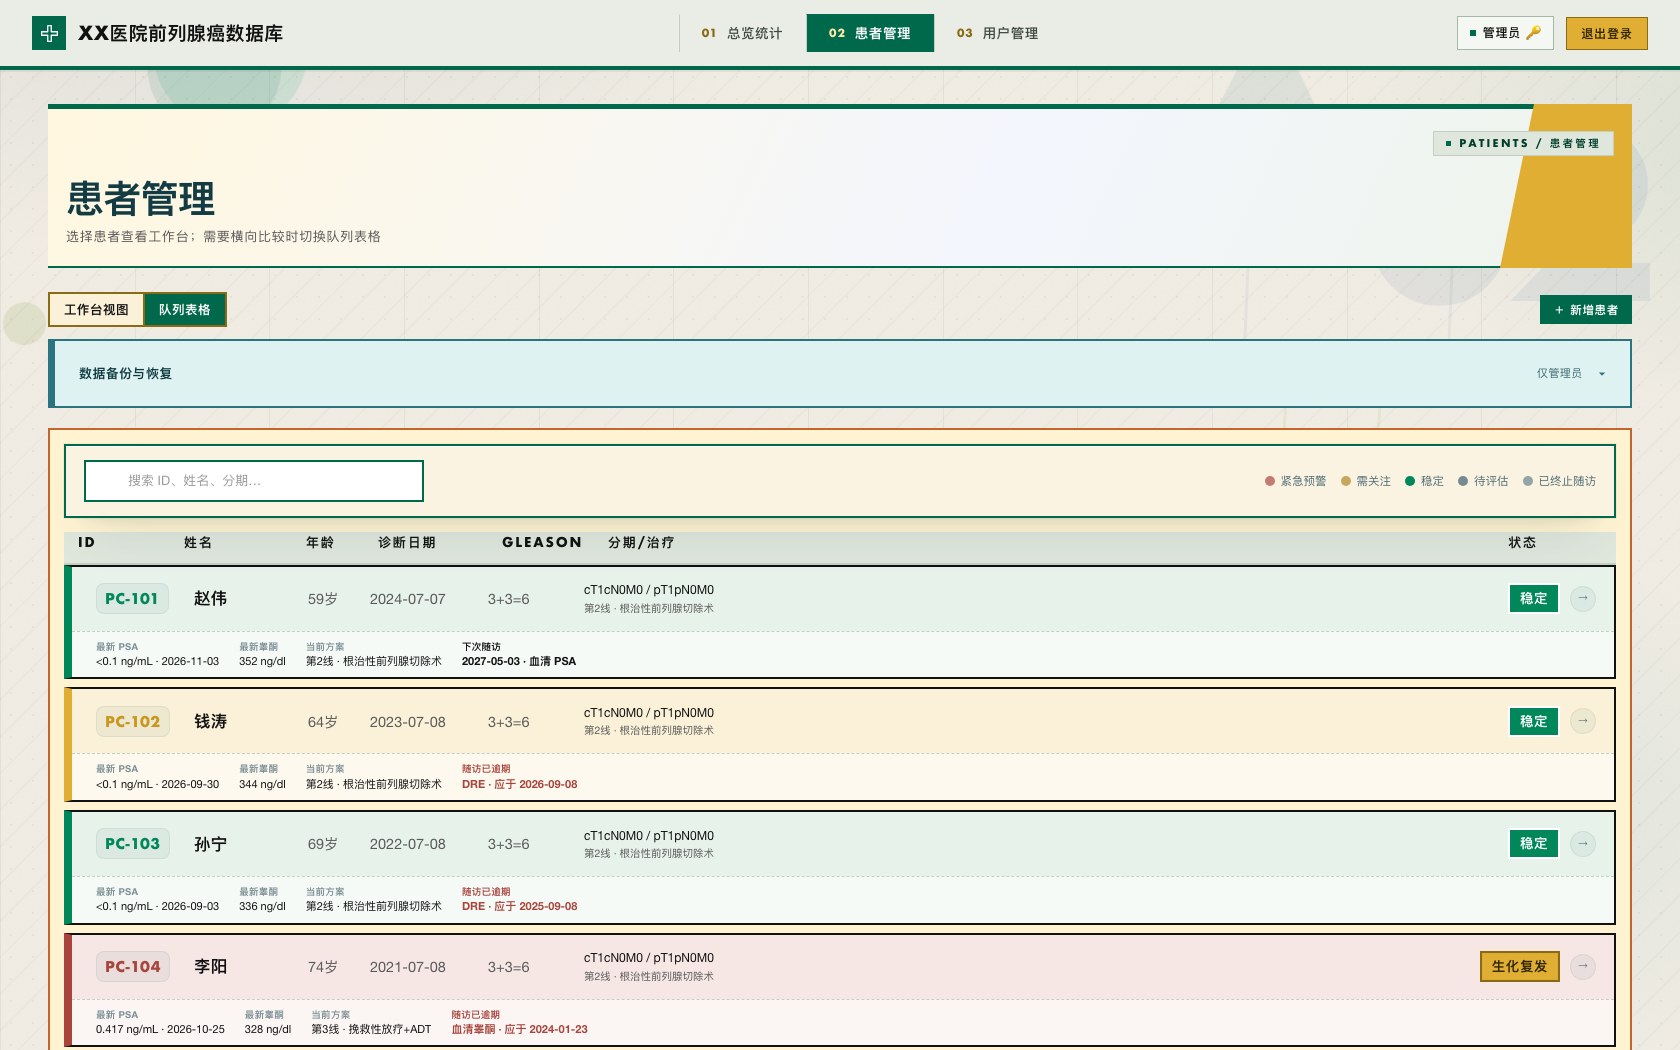 XX医院前列腺癌数据库
01 总览统计
02 患者管理
03 用户管理
管理员 🔑
退出登录
PATIENTS / 患者管理
患者管理
选择患者查看工作台；需要横向比较时切换队列表格
工作台视图
队列表格
+ 新增患者
数据备份与恢复
仅管理员
搜索 ID、姓名、分期...
紧急预警
需关注
稳定
待评估
已终止随访
ID 姓名 年龄 诊断日期 GLEASON 分期/治疗 状态
PC-101 赵伟 59岁 2024-07-07 3+3=6 cT1cN0M0 / pT1pN0M0 稳定 →
第2线 · 根治性前列腺切除术
最新 PSA 最新睾酮 当前方案 下次随访
<0.1 ng/mL · 2026-11-03 352 ng/dl 第2线 · 根治性前列腺切除术 2027-05-03 · 血清 PSA
PC-102 钱涛 64岁 2023-07-08 3+3=6 cT1cN0M0 / pT1pN0M0 稳定 →
第2线 · 根治性前列腺切除术
最新 PSA 最新睾酮 当前方案 随访已逾期
<0.1 ng/mL · 2026-09-30 344 ng/dl 第2线 · 根治性前列腺切除术 DRE · 应于 2026-09-08
PC-103 孙宁 69岁 2022-07-08 3+3=6 cT1cN0M0 / pT1pN0M0 稳定 →
第2线 · 根治性前列腺切除术
最新 PSA 最新睾酮 当前方案 随访已逾期
<0.1 ng/mL · 2026-09-03 336 ng/dl 第2线 · 根治性前列腺切除术 DRE · 应于 2025-09-08
PC-104 李阳 74岁 2021-07-08 3+3=6 cT1cN0M0 / pT1pN0M0 生化复发 →
第2线 · 根治性前列腺切除术
最新 PSA 最新睾酮 当前方案 随访已逾期
0.417 ng/mL · 2026-10-25 328 ng/dl 第3线 · 挽救性放疗+ADT 血清睾酮 · 应于 2024-01-23